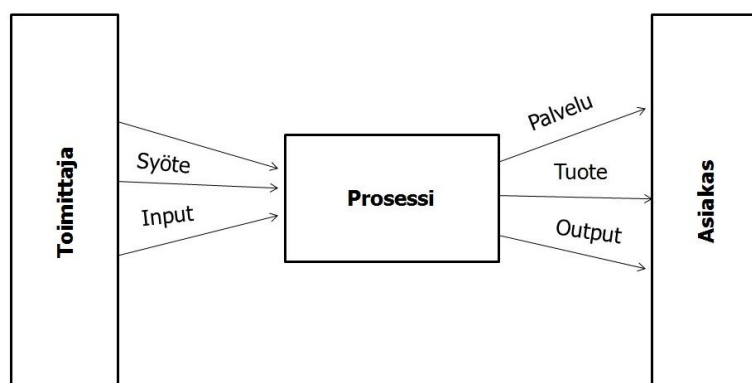 Toimittaja
Syöte
Input
Prosessi
Palvelu
Tuote
Output
Asiakas